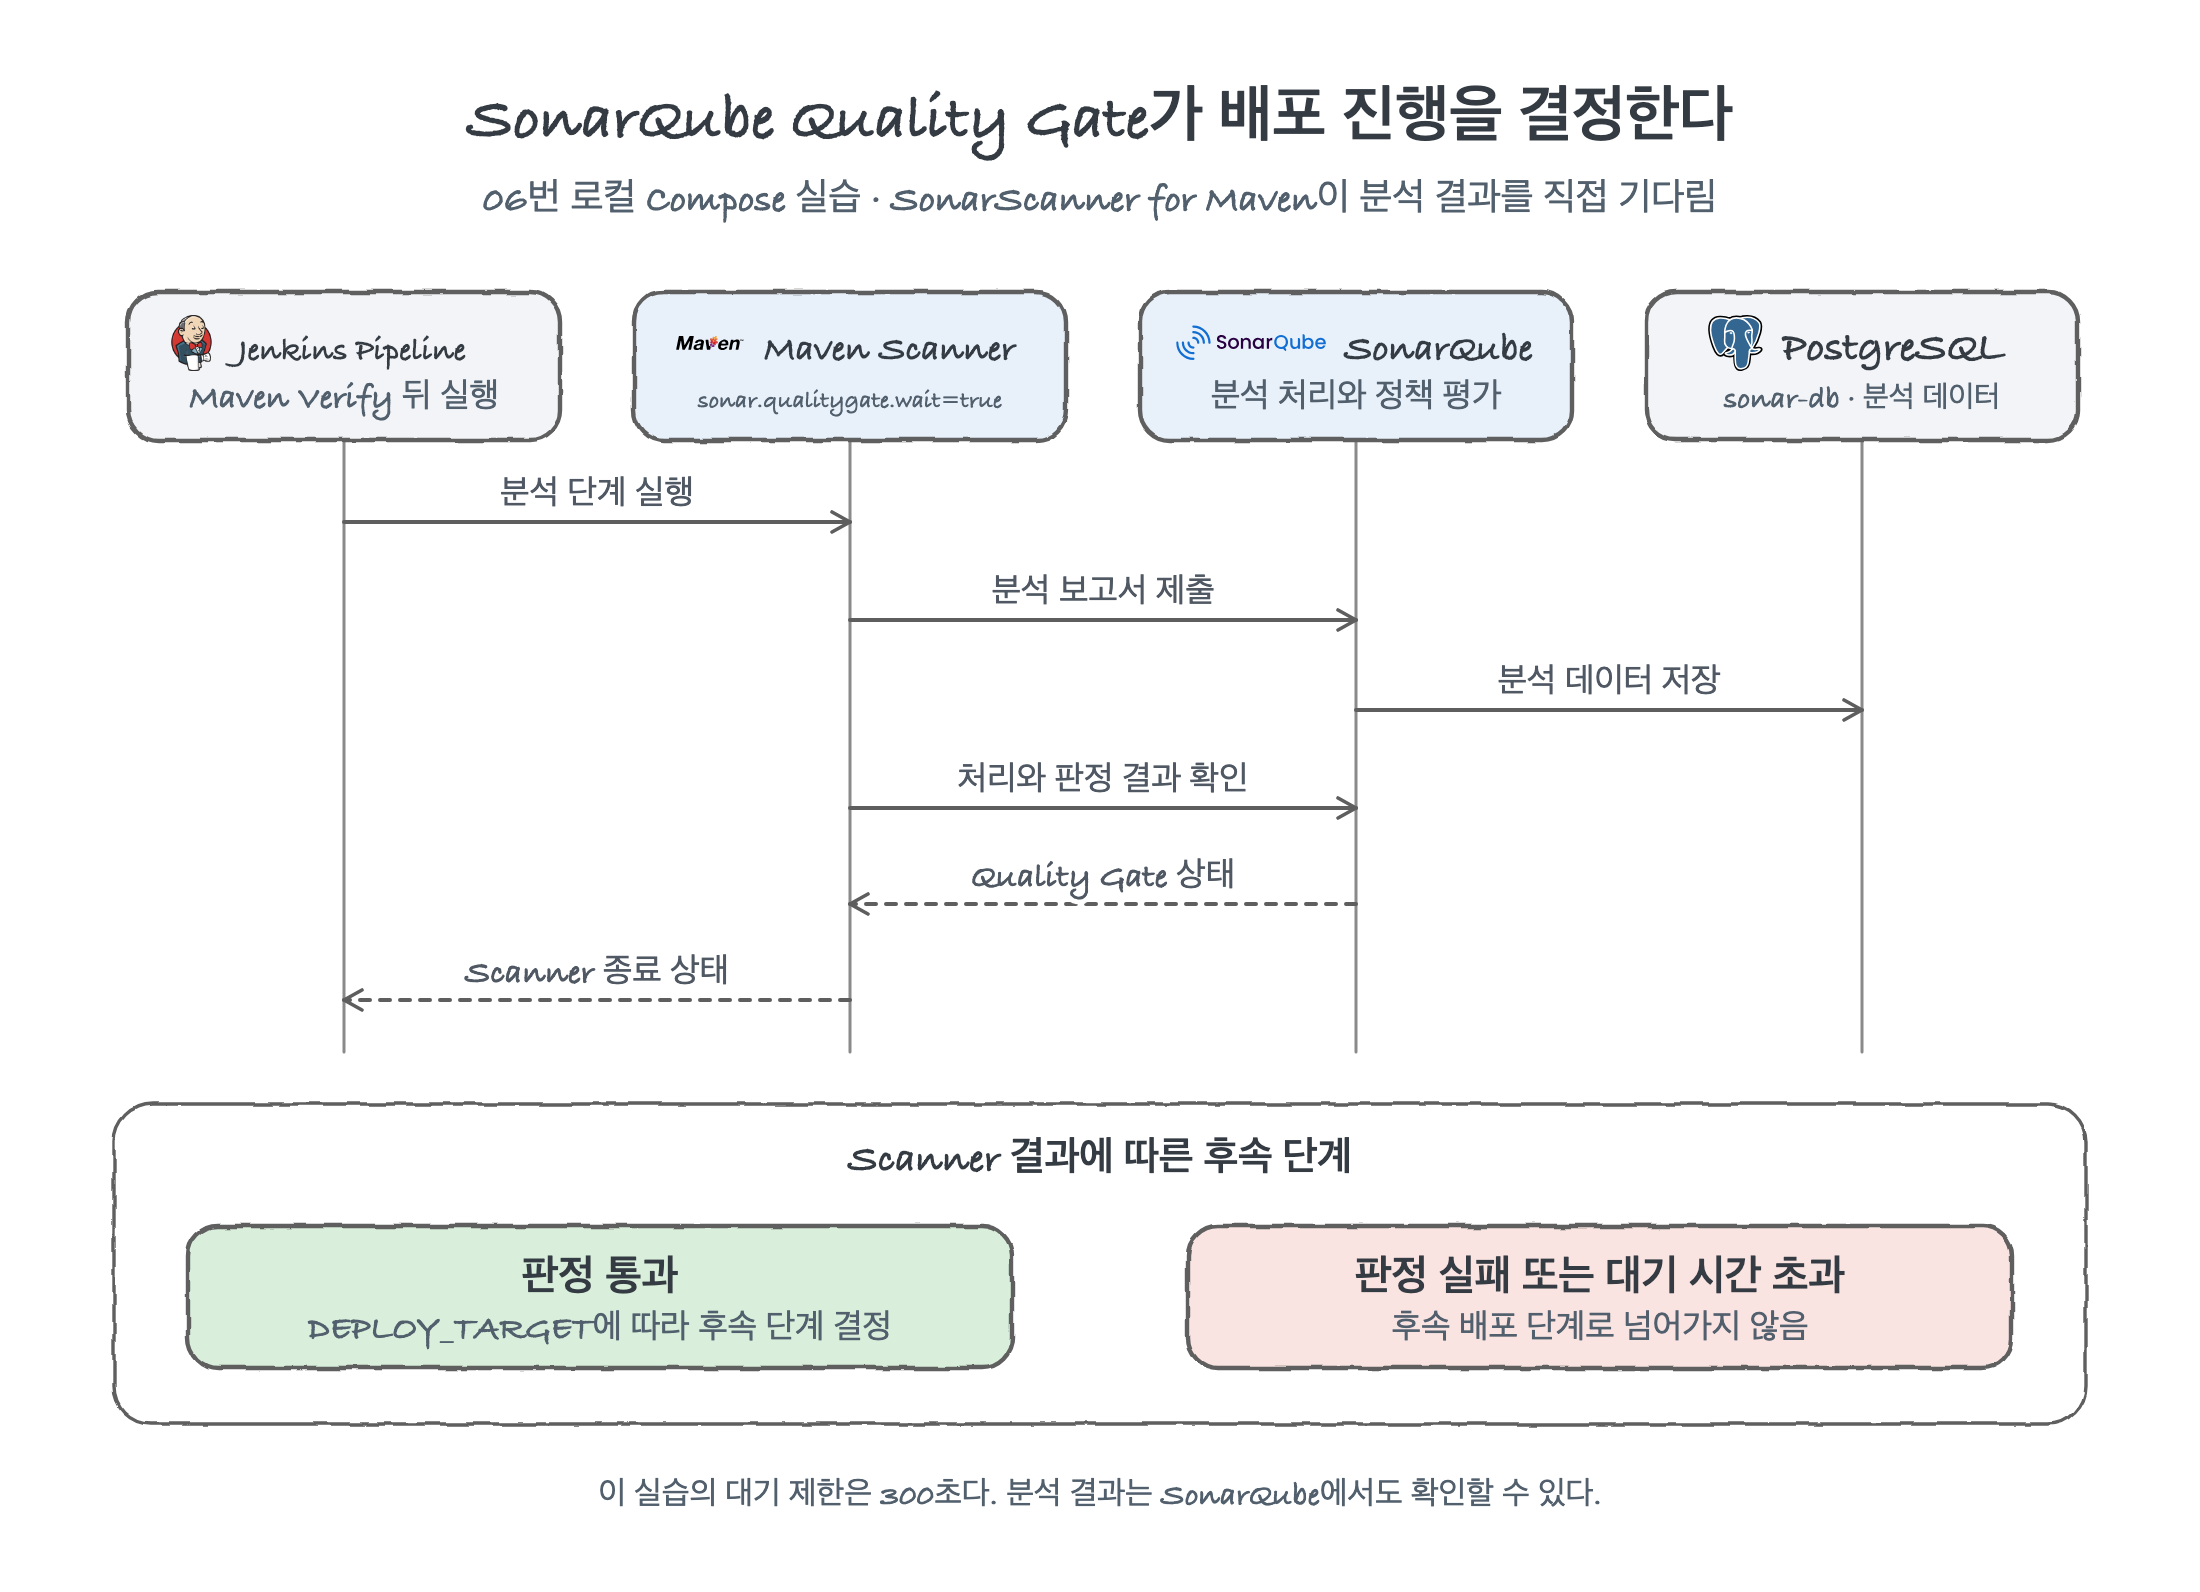 SonarQube Quality Gate가 배포 진행을 결정한다
06번 로컬 Compose 실습 · SonarScanner for Maven이 분석 결과를 직접 기다림
Jenkins Pipeline
Maven Verify 뒤 실행
Maven Maven Scanner
sonar.qualitygate.wait=true
SonarQube SonarQube
분석 처리와 정책 평가
PostgreSQL
sonar-db · 분석 데이터
분석 단계 실행
분석 보고서 제출
분석 데이터 저장
처리와 판정 결과 확인
Quality Gate 상태
Scanner 종료 상태
Scanner 결과에 따른 후속 단계
판정 통과
DEPLOY_TARGET에 따라 후속 단계 결정
판정 실패 또는 대기 시간 초과
후속 배포 단계로 넘어가지 않음
이 실습의 대기 제한은 300초다. 분석 결과는 SonarQube에서도 확인할 수 있다.